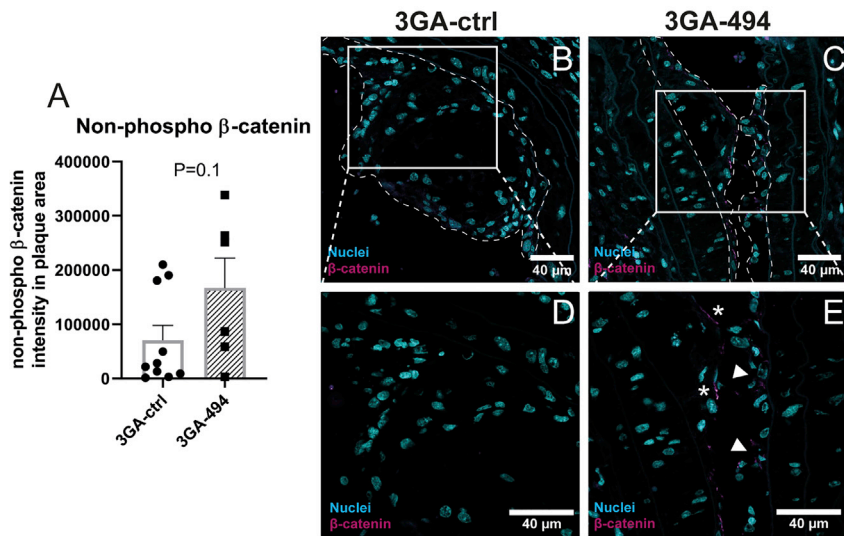 3GA-ctrl
3GA-494
A
Non-phospho β-catenin
non-phospho β-catenin
intensity in plaque area
400000
300000
200000
100000
0
P=0.1
3GA-ctrl
3GA-494
B
Nuclei
β-catenin
40 µm
C
Nuclei
β-catenin
40 µm
D
Nuclei
β-catenin
40 µm
E
*
*
Nuclei
β-catenin
40 µm